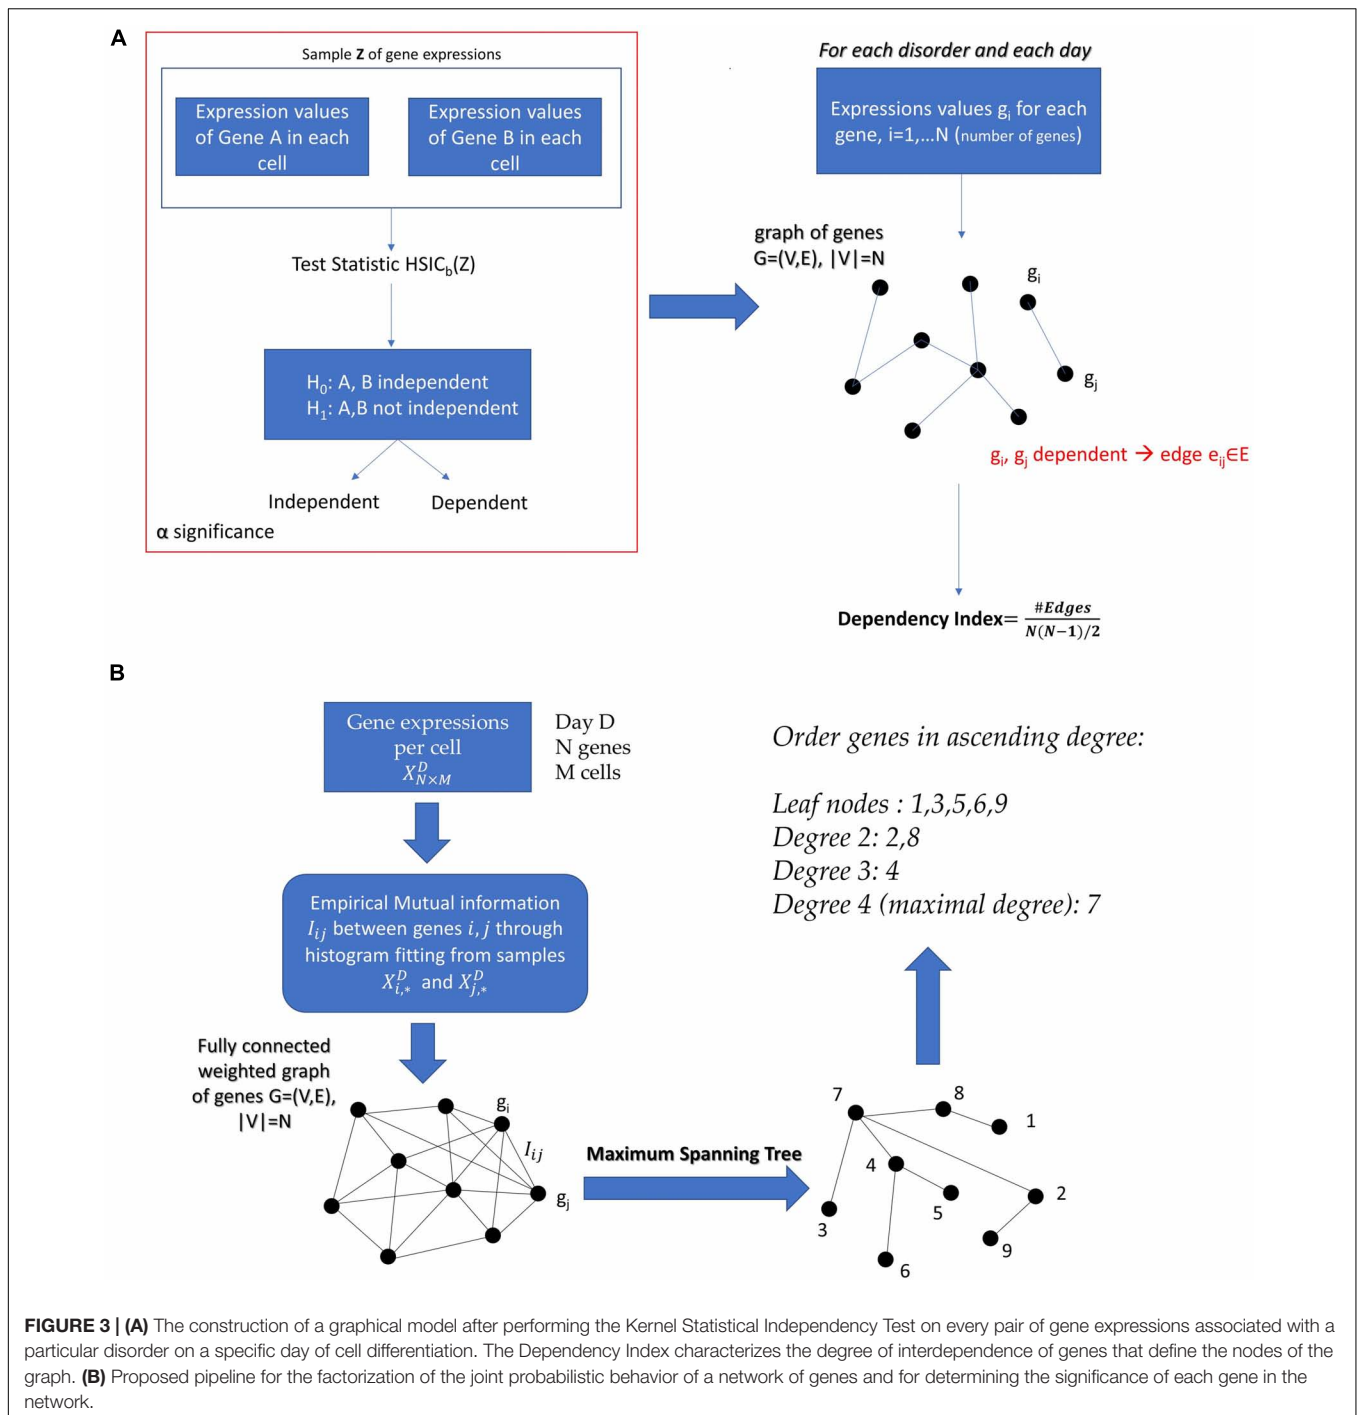 A
Sample Z of gene expressions
Expression values
of Gene A in each
cell
Expression values
of Gene B in each
cell
Test Statistic HSIC_b(Z)
H_0: A, B independent
H_1: A,B not independent
Independent
Dependent
α significance
For each disorder and each day
Expressions values g_i for each
gene, i=1,...N (number of genes)
graph of genes
G=(V,E), |V|=N
g_i
g_j
g_i, g_j dependent → edge e_ij∈E
Dependency Index= #Edges / N(N−1)/2
B
Gene expressions
per cell
X^D_N×M
Day D
N genes
M cells
Empirical Mutual information
I_ij between genes i, j through
histogram fitting from samples
X^D_i,* and X^D_j,*
Fully connected
weighted graph
of genes G=(V,E),
|V|=N
g_i
I_ij
g_j
Maximum Spanning Tree
Order genes in ascending degree:
Leaf nodes : 1,3,5,6,9
Degree 2: 2,8
Degree 3: 4
Degree 4 (maximal degree): 7
7
8
1
4
2
5
3
9
6
FIGURE 3 | (A) The construction of a graphical model after performing the Kernel Statistical Independency Test on every pair of gene expressions associated with a
particular disorder on a specific day of cell differentiation. The Dependency Index characterizes the degree of interdependence of genes that define the nodes of the
graph. (B) Proposed pipeline for the factorization of the joint probabilistic behavior of a network of genes and for determining the significance of each gene in the
network.